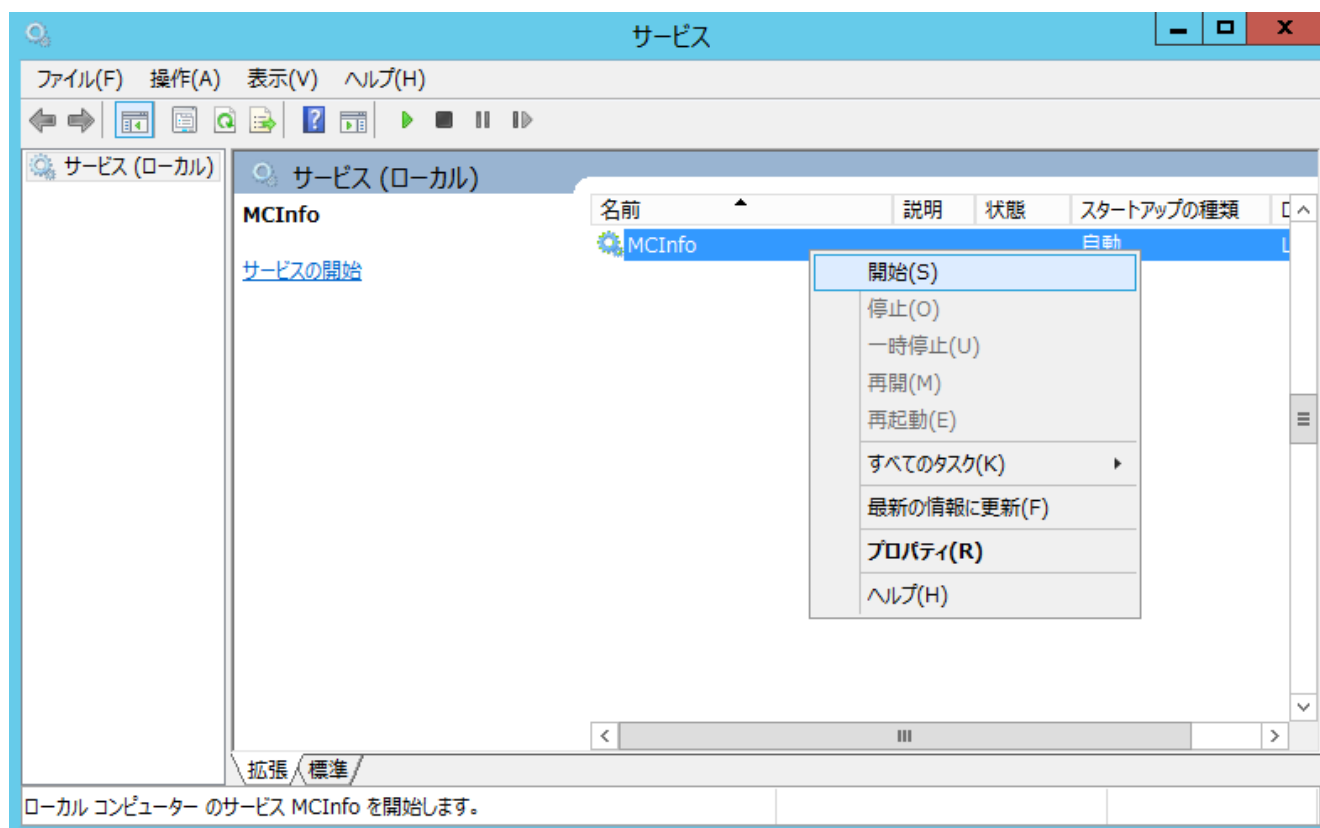 サービス
ファイル(F) 操作(A) 表示(V) ヘルプ(H)
サービス (ローカル)
サービス (ローカル)
MCInfo
サービスの開始
名前 説明 状態 スタートアップの種類
MCInfo 自動 L
開始(S)
停止(O)
一時停止(U)
再開(M)
再起動(E)
すべてのタスク(K)
最新の情報に更新(F)
プロパティ(R)
ヘルプ(H)
拡張 標準
ローカル コンピューター のサービス MCInfo を開始します。